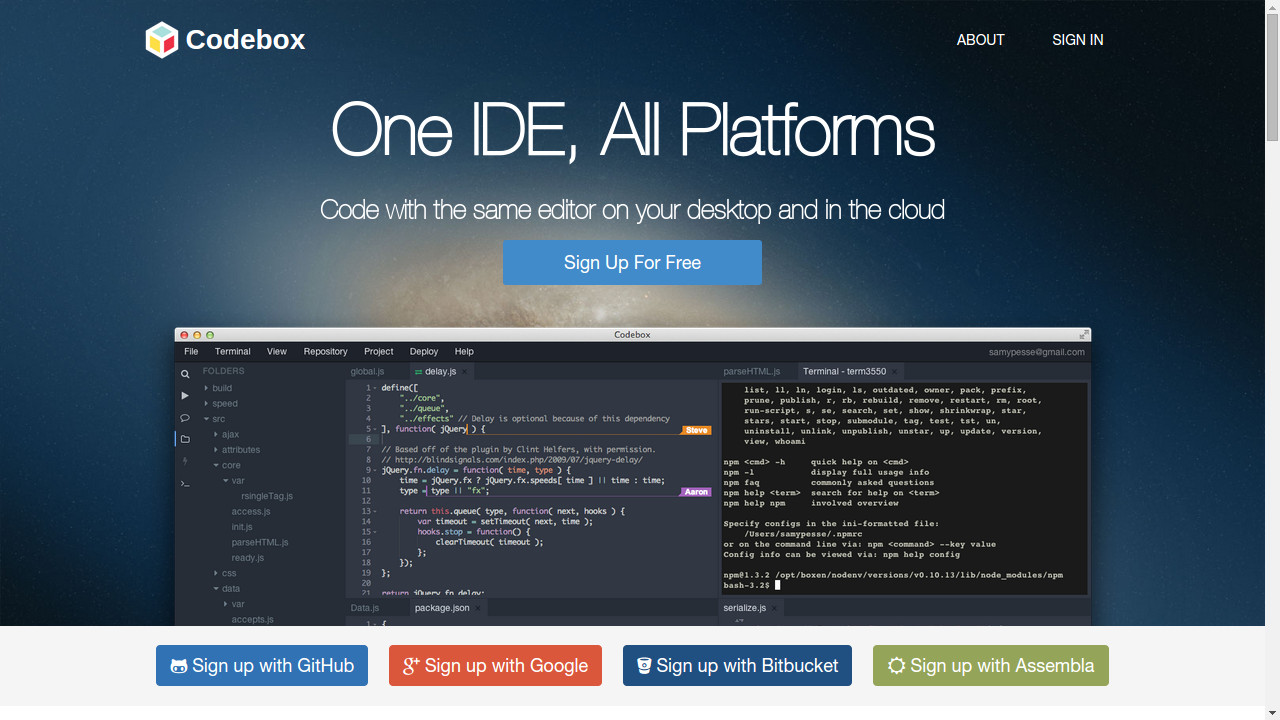 Codebox
ABOUT
SIGN IN
One IDE, All Platforms
Code with the same editor on your desktop and in the cloud
Sign Up For Free
Codebox
File Terminal View Repository Project Deploy Help
samypesse@gmail.com
FOLDERS
build
speed
src
ajax
attributes
core
var
rsingleTag.js
access.js
init.js
parseHTML.js
ready.js
css
data
var
accepts.js
global.js
delay.js ×
1 define([
2 "../core",
3 "../queue",
4 "../effects" // Delay is optional because of this dependency
5 ], function( jQuery ) {
Steve
6
7 // Based off of the plugin by Clint Helfers, with permission.
8 // http://blindsignals.com/index.php/2009/07/jquery-delay/
9 jQuery.fn.delay = function( time, type ) {
10 time = jQuery.fx ? jQuery.fx.speeds[ time ] || time : time;
11 type = type || "fx";
Aaron
12
13 return this.queue( type, function( next, hooks ) {
14 var timeout = setTimeout( next, time );
15 hooks.stop = function() {
16 clearTimeout( timeout );
17 };
18 });
19 };
20
21 return jQuery.fn.delay;
Data.js
package.json ×
1 {
parseHTML.js
Terminal - term3550 ×
list, ll, ln, login, ls, outdated, owner, pack, prefix,
prune, publish, r, rb, rebuild, remove, restart, rm, root,
run-script, s, se, search, set, show, shrinkwrap, star,
stars, start, stop, submodule, tag, test, tst, un,
uninstall, unlink, unpublish, unstar, up, update, version,
view, whoami
npm <cmd> -h quick help on <cmd>
npm -l display full usage info
npm faq commonly asked questions
npm help <term> search for help on <term>
npm help npm involved overview
Specify configs in the ini-formatted file:
/Users/samypesse/.npmrc
or on the command line via: npm <command> --key value
Config info can be viewed via: npm help config
npm@1.3.2 /opt/boxen/nodenv/versions/v0.10.13/lib/node_modules/npm
bash-3.2$
serialize.js ×
Sign up with GitHub
Sign up with Google
Sign up with Bitbucket
Sign up with Assembla